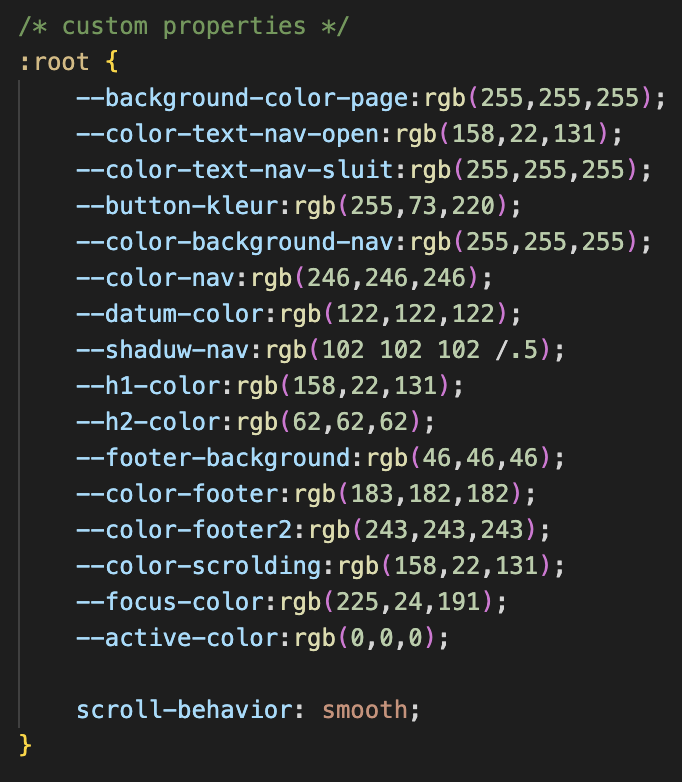 /* custom properties */
:root {
--background-color-page:rgb(255,255,255);
--color-text-nav-open:rgb(158,22,131);
--color-text-nav-sluit:rgb(255,255,255);
--button-kleur:rgb(255,73,220);
--color-background-nav:rgb(255,255,255);
--color-nav:rgb(246,246,246);
--datum-color:rgb(122,122,122);
--shaduw-nav:rgb(102 102 102 /.5);
--h1-color:rgb(158,22,131);
--h2-color:rgb(62,62,62);
--footer-background:rgb(46,46,46);
--color-footer:rgb(183,182,182);
--color-footer2:rgb(243,243,243);
--color-scrolding:rgb(158,22,131);
--focus-color:rgb(225,24,191);
--active-color:rgb(0,0,0);
scroll-behavior: smooth;
}